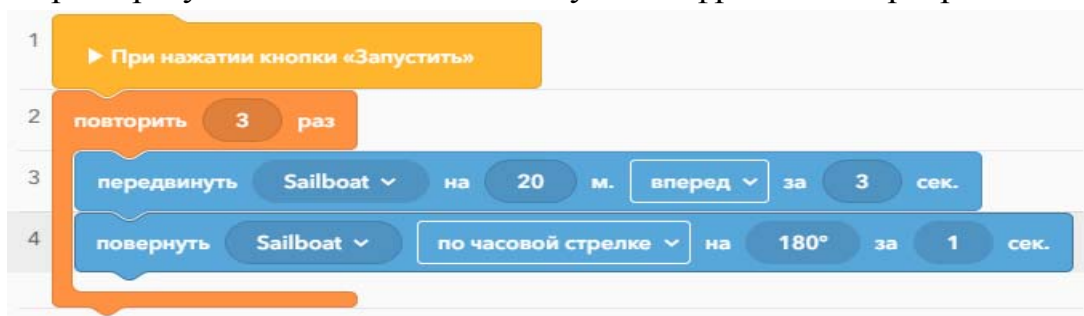 1 ▶ При нажатии кнопки «Запустить»
2 повторить 3 раз
3 передвинуть Sailboat на 20 м. вперед за 3 сек.
4 повернуть Sailboat по часовой стрелке на 180° за 1 сек.